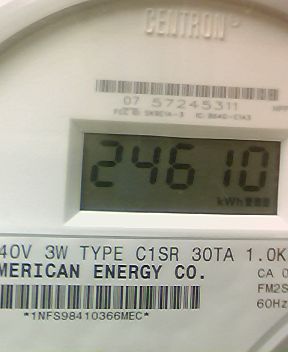 CENTRON
07 57245311
24610
kWh
40V 3W TYPE C1SR 30TA 1.0K
MERICAN ENERGY CO.
CA 0
FM2S
60Hz
*1NFS98410366MEC*